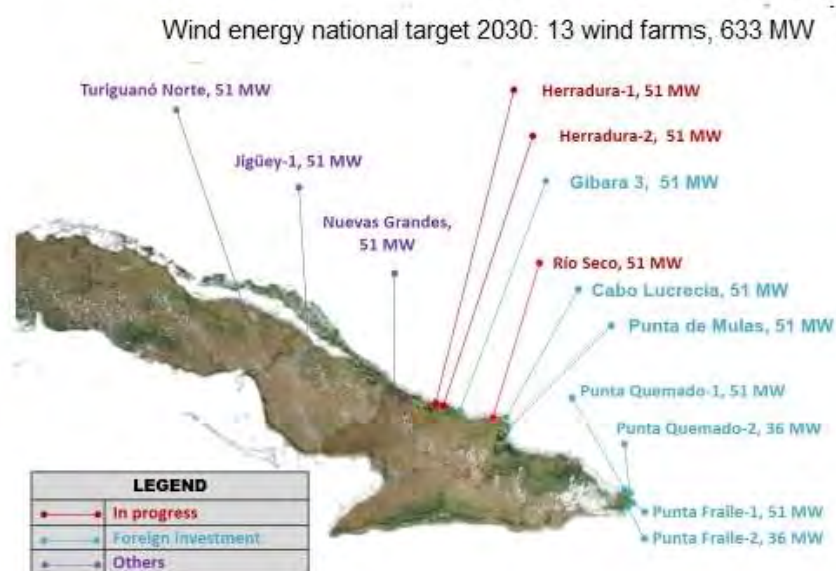 Wind energy national target 2030: 13 wind farms, 633 MW
Turiguanó Norte, 51 MW
Herradura-1, 51 MW
Herradura-2, 51 MW
Jigüey-1, 51 MW
Gibara 3, 51 MW
Nuevas Grandes,
51 MW
Río Seco, 51 MW
Cabo Lucrecia, 51 MW
Punta de Mulas, 51 MW
Punta Quemado-1, 51 MW
Punta Quemado-2, 36 MW
LEGEND
In progress
Foreign investment
Others
Punta Fraile-1, 51 MW
Punta Fraile-2, 36 MW